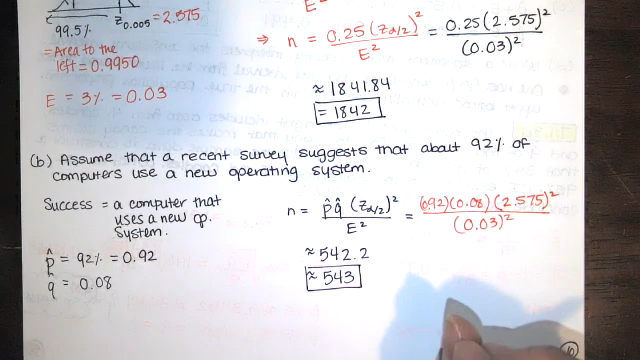 E²
99.5% z₀.₀₀₅ = 2.575
= Area to the
left = 0.9950
E = 3% = 0.03
⇒ n = 0.25(zα/2)² / E² = 0.25(2.575)² / (0.03)²
≈ 1841.84
= 1842
(b) Assume that a recent survey suggests that about 92% of
computers use a new operating system.
Success = a computer that
uses a new op.
system.
p̂ = 92% = 0.92
q̂ = 0.08
n = p̂q̂(zα/2)² / E² = (0.92)(0.08)(2.575)² / (0.03)²
≈ 542.2
≈ 543